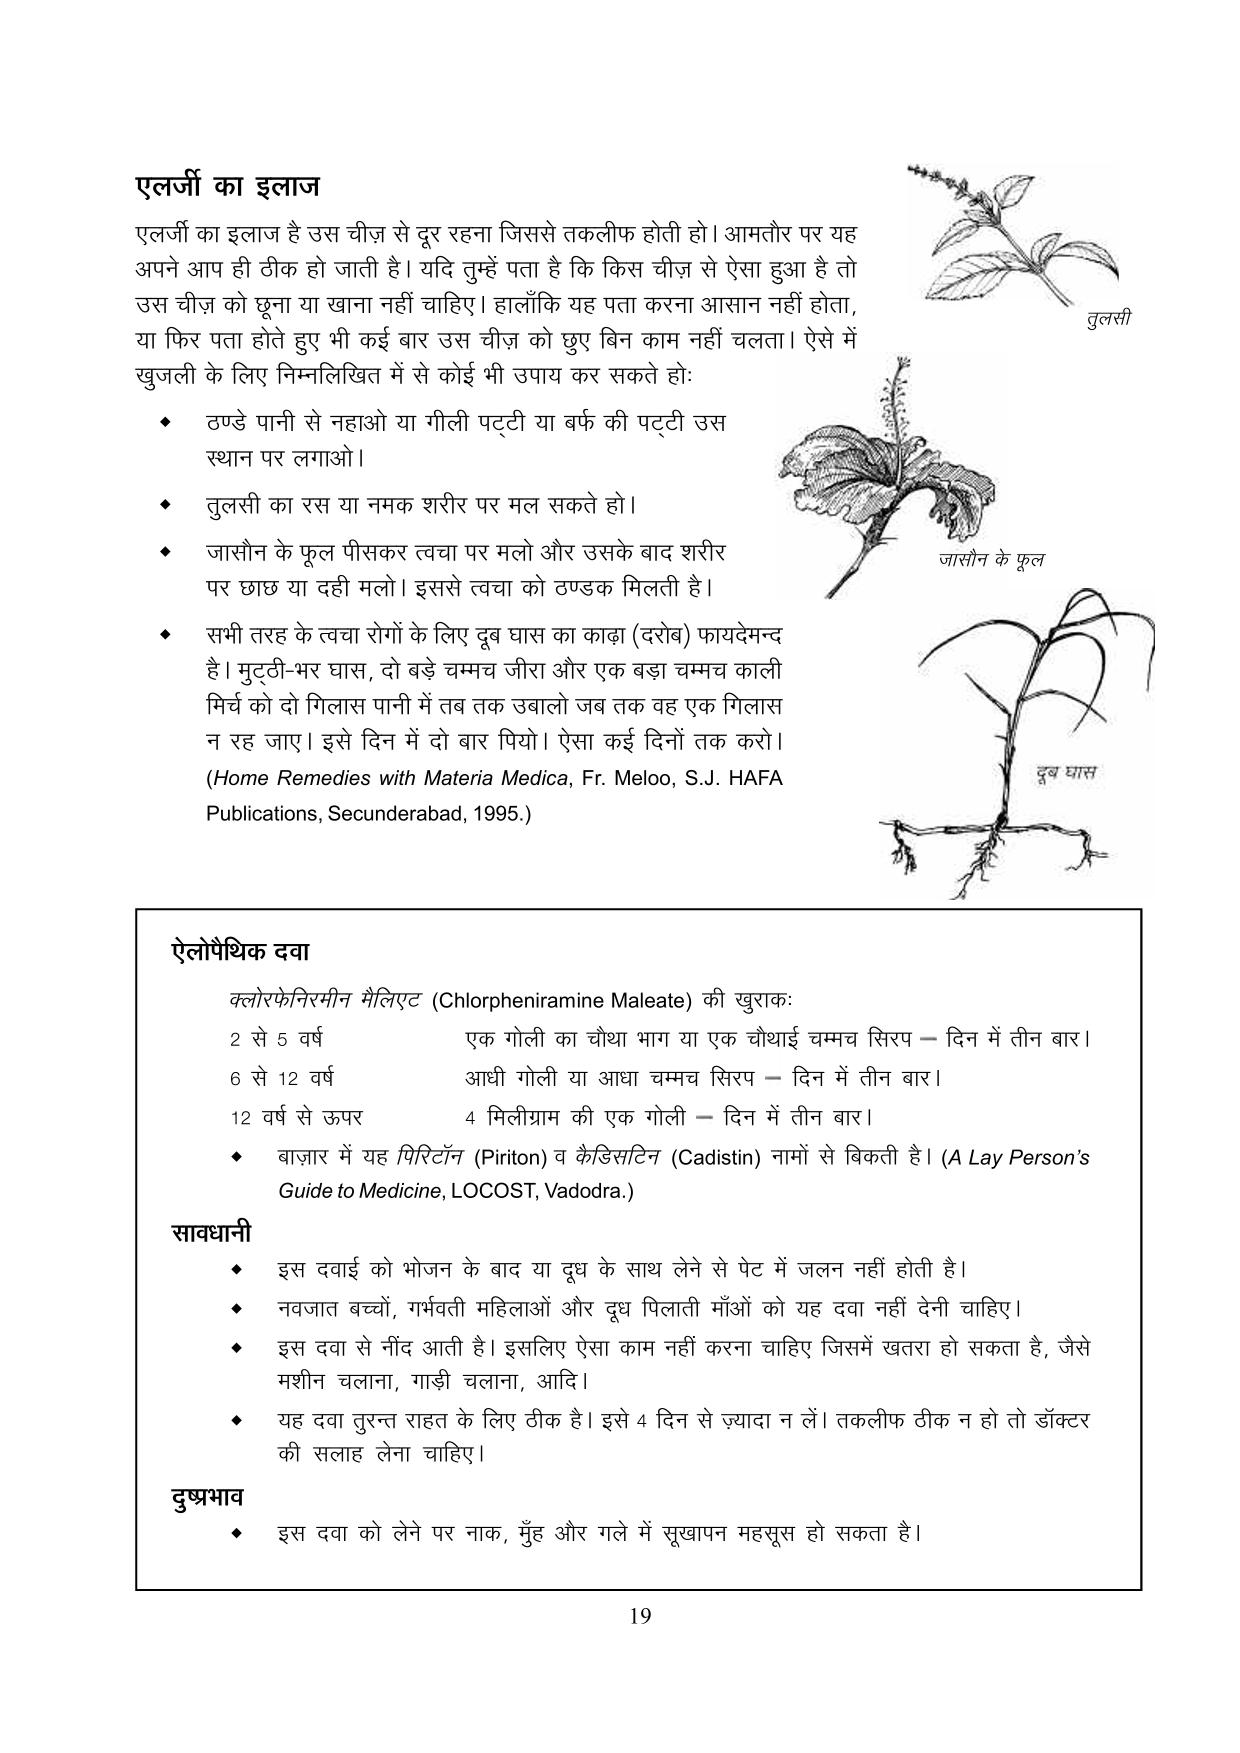 एलर्जी का इलाज
एलर्जी का इलाज है उस चीज़ से दूर रहना जिससे तकलीफ होती हो। आमतौर पर यह
अपने आप ही ठीक हो जाती है। यदि तुम्हें पता है कि किस चीज़ से ऐसा हुआ है तो
उस चीज़ को छूना या खाना नहीं चाहिए। हालाँकि यह पता करना आसान नहीं होता,
या फिर पता होते हुए भी कई बार उस चीज़ को छुए बिन काम नहीं चलता। ऐसे में
खुजली के लिए निम्नलिखित में से कोई भी उपाय कर सकते होः
तुलसी
◆ ठण्डे पानी से नहाओ या गीली पट्टी या बर्फ की पट्टी उस
स्थान पर लगाओ।
◆ तुलसी का रस या नमक शरीर पर मल सकते हो।
◆ जासौन के फूल पीसकर त्वचा पर मलो और उसके बाद शरीर
पर छाछ या दही मलो। इससे त्वचा को ठण्डक मिलती है।
जासौन के फूल
◆ सभी तरह के त्वचा रोगों के लिए दूब घास का काढ़ा (दरोब) फायदेमन्द
है। मुट्ठी-भर घास, दो बड़े चम्मच जीरा और एक बड़ा चम्मच काली
मिर्च को दो गिलास पानी में तब तक उबालो जब तक वह एक गिलास
न रह जाए। इसे दिन में दो बार पियो। ऐसा कई दिनों तक करो।
(Home Remedies with Materia Medica, Fr. Meloo, S.J. HAFA
Publications, Secunderabad, 1995.)
दूब घास
ऐलोपैथिक दवा
क्लोरफेनिरमीन मैलिएट (Chlorpheniramine Maleate) की खुराकः
2 से 5 वर्ष एक गोली का चौथा भाग या एक चौथाई चम्मच सिरप – दिन में तीन बार।
6 से 12 वर्ष आधी गोली या आधा चम्मच सिरप – दिन में तीन बार।
12 वर्ष से ऊपर 4 मिलीग्राम की एक गोली – दिन में तीन बार।
◆ बाज़ार में यह पिरिटॉन (Piriton) व कैडिसटिन (Cadistin) नामों से बिकती है। (A Lay Person’s
Guide to Medicine, LOCOST, Vadodra.)
सावधानी
◆ इस दवाई को भोजन के बाद या दूध के साथ लेने से पेट में जलन नहीं होती है।
◆ नवजात बच्चों, गर्भवती महिलाओं और दूध पिलाती माँओं को यह दवा नहीं देनी चाहिए।
◆ इस दवा से नींद आती है। इसलिए ऐसा काम नहीं करना चाहिए जिसमें खतरा हो सकता है, जैसे
मशीन चलाना, गाड़ी चलाना, आदि।
◆ यह दवा तुरन्त राहत के लिए ठीक है। इसे 4 दिन से ज़्यादा न लें। तकलीफ ठीक न हो तो डॉक्टर
की सलाह लेना चाहिए।
दुष्प्रभाव
◆ इस दवा को लेने पर नाक, मुँह और गले में सूखापन महसूस हो सकता है।
19